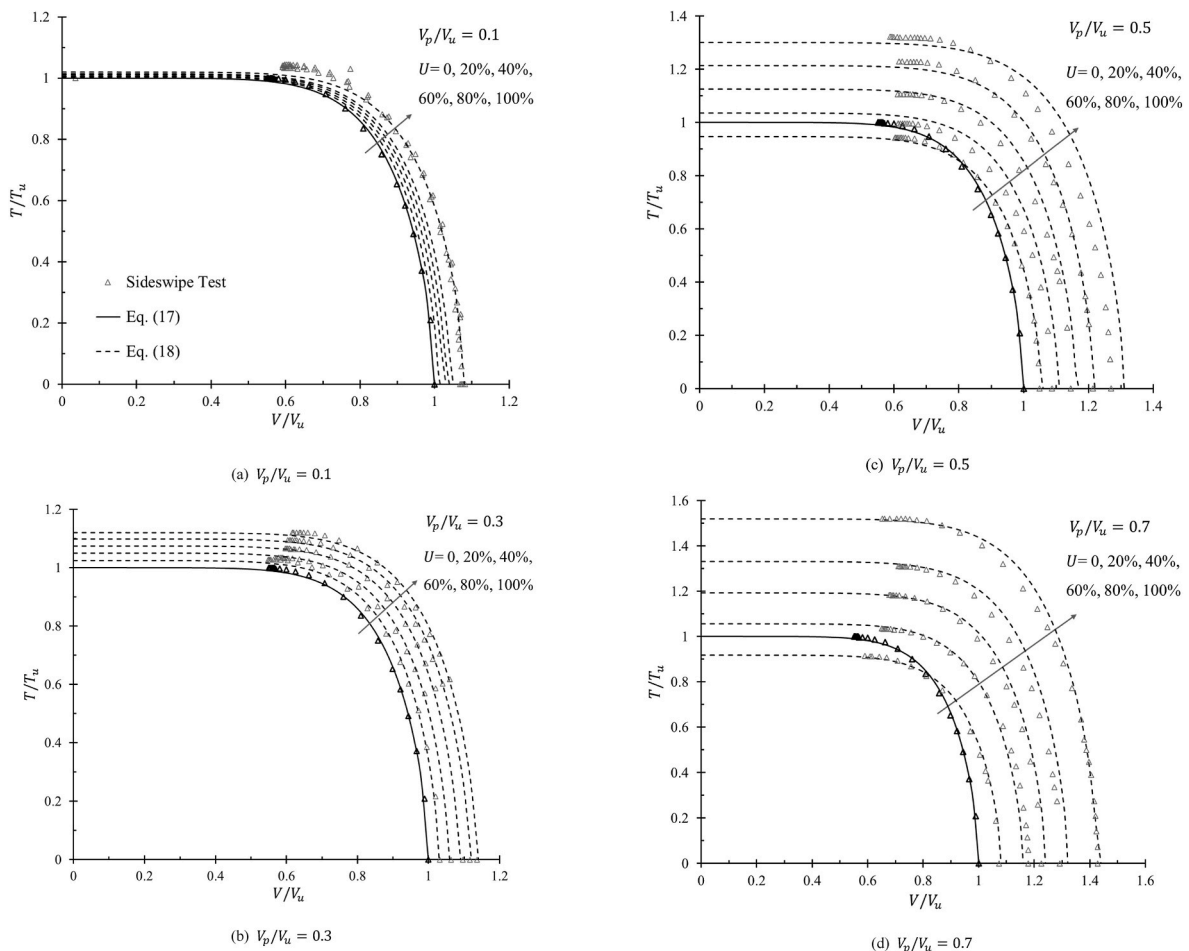 1.2
1
0.8
0.6
0.4
0.2
0
T/T_u
0 0.2 0.4 0.6 0.8 1 1.2
V/V_u
V_p/V_u = 0.1
U= 0, 20%, 40%,
60%, 80%, 100%
Sideswipe Test
Eq. (17)
Eq. (18)
(a) V_p/V_u = 0.1
1.2
1
0.8
0.6
0.4
0.2
0
T/T_u
0 0.2 0.4 0.6 0.8 1 1.2
V/V_u
V_p/V_u = 0.3
U= 0, 20%, 40%,
60%, 80%, 100%
(b) V_p/V_u = 0.3
1.4
1.2
1
0.8
0.6
0.4
0.2
0
T/T_u
0 0.2 0.4 0.6 0.8 1 1.2 1.4
V/V_u
V_p/V_u = 0.5
U= 0, 20%, 40%,
60%, 80%, 100%
(c) V_p/V_u = 0.5
1.6
1.4
1.2
1
0.8
0.6
0.4
0.2
0
T/T_u
0 0.2 0.4 0.6 0.8 1 1.2 1.4 1.6
V/V_u
V_p/V_u = 0.7
U= 0, 20%, 40%,
60%, 80%, 100%
(d) V_p/V_u = 0.7